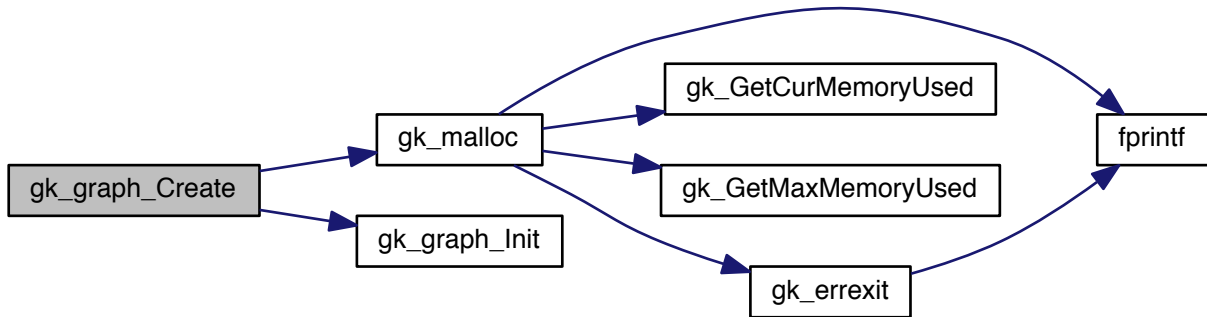 gk_graph_Create
gk_malloc
gk_graph_Init
gk_GetCurMemoryUsed
gk_GetMaxMemoryUsed
gk_errexit
fprintf